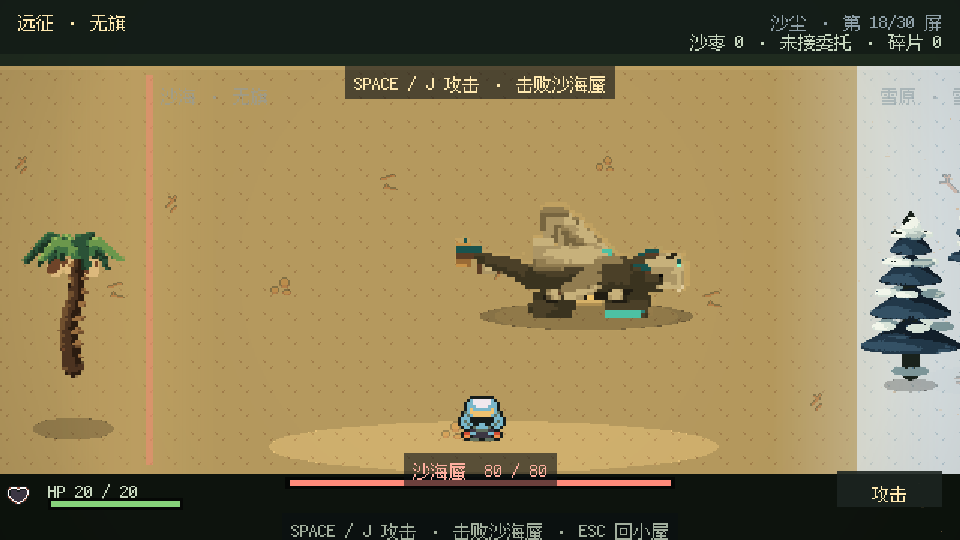 远征 · 无旗
沙尘 · 第 18/30 屏
沙枣 0 · 未接委托 · 碎片 0
SPACE / J 攻击 · 击败沙海蜃
雪原 ·
沙海蜃 80 / 80
HP 20 / 20
攻击
SPACE / J 攻击 · 击败沙海蜃 · ESC 回小屋